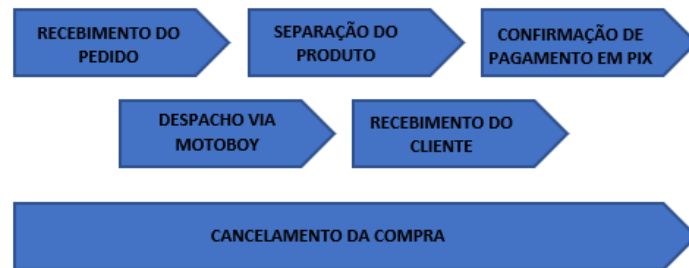 RECEBIMENTO DO
PEDIDO
SEPARAÇÃO DO
PRODUTO
CONFIRMAÇÃO DE
PAGAMENTO EM PIX
DESPACHO VIA
MOTOBOY
RECEBIMENTO DO
CLIENTE
CANCELAMENTO DA COMPRA